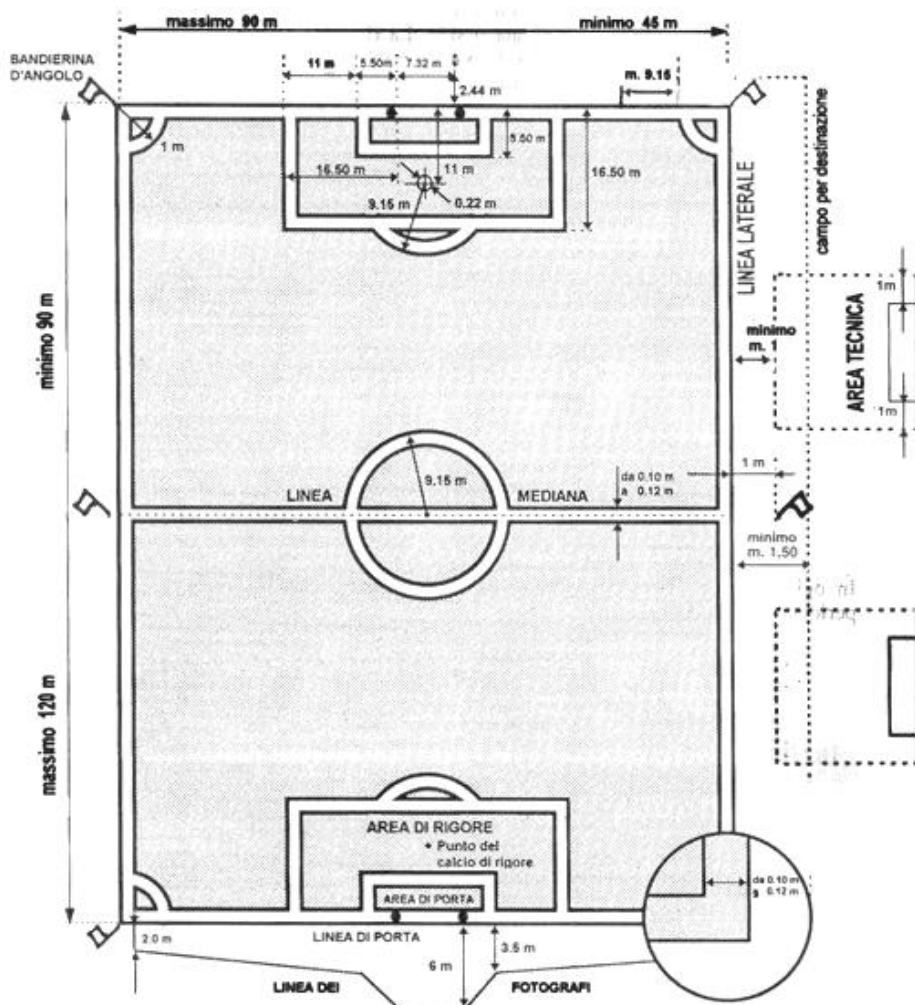 massimo 90 m
minimo 45 m
BANDIERINA
D'ANGOLO
11 m
5.50m
7.32 m
2.44 m
m. 9.15
1 m
5.50m
16.50 m
11 m
16.50 m
9.15 m
0.22 m
LINEA LATERALE
campo per destinazione
minimo 90 m
1m
minimo
m. 1
AREA TECNICA
1m
9,15 m
LINEA
MEDIANA
da 0.10 m
a 0.12 m
1 m
minimo
m. 1,50
In o
massimo 120 m
AREA DI RIGORE
Punto del
calcio di rigore
AREA DI PORTA
da 0.10 m
0.12 m
LINEA DI PORTA
2.0 m
3.5 m
6 m
LINEA DEI
FOTOGRAFI